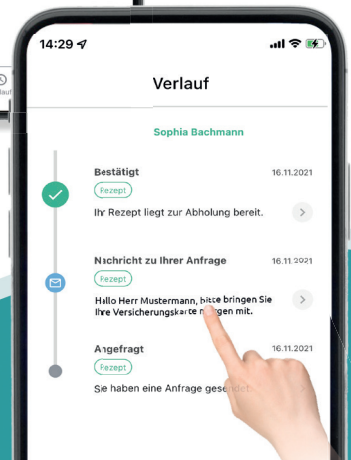 14:29
Verlauf
Sophia Bachmann
Bestätigt
16.11.2021
Rezept
Ihr Rezept liegt zur Abholung bereit.
Nachricht zu Ihrer Anfrage
16.11.2021
Rezept
Hallo Herr Mustermann, bitte bringen Sie
Ihre Versicherungskarte morgen mit.
Angefragt
16.11.2021
Rezept
Sie haben eine Anfrage gesendet